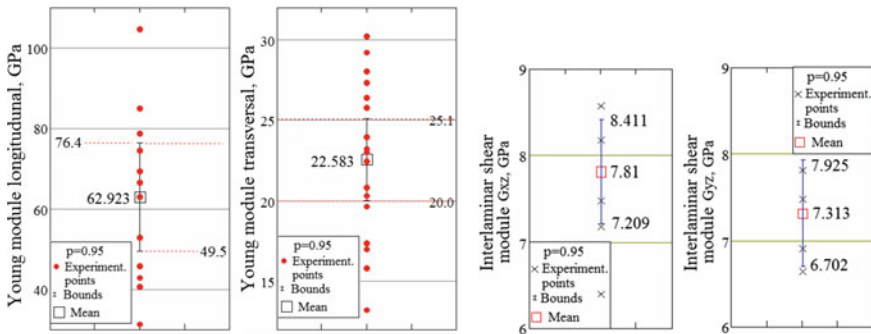 Young module longitudunal, GPa
100
80
60
40
76.4
62.923
49.5
p=0.95
Experiment.
points
Bounds
Mean
Young module transversal, GPa
30
25
20
15
25.1
22.583
20.0
p=0.95
Experiment.
points
Bounds
Mean
Interlaminar shear
module Gxz, GPa
9
8
7
6
8.411
7.81
7.209
p=0.95
Experiment.
points
Bounds
Mean
Interlaminar shear
module Gyz, GPa
9
8
7
6
p=0.95
Experiment.
points
Bounds
Mean
7.925
7.313
6.702